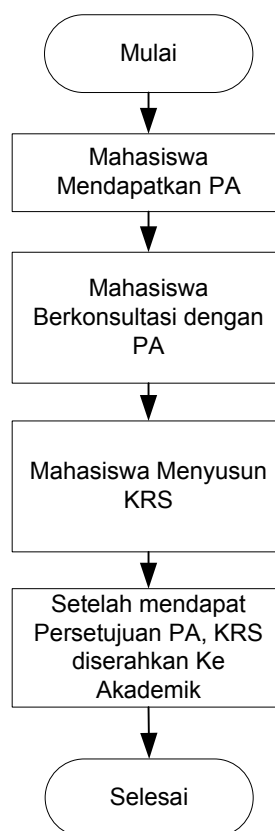 Mulai
Mahasiswa
Mendapatkan PA
Mahasiswa
Berkonsultasi dengan
PA
Mahasiswa Menyusun
KRS
Setelah mendapat
Persetujuan PA, KRS
diserahkan Ke
Akademik
Selesai